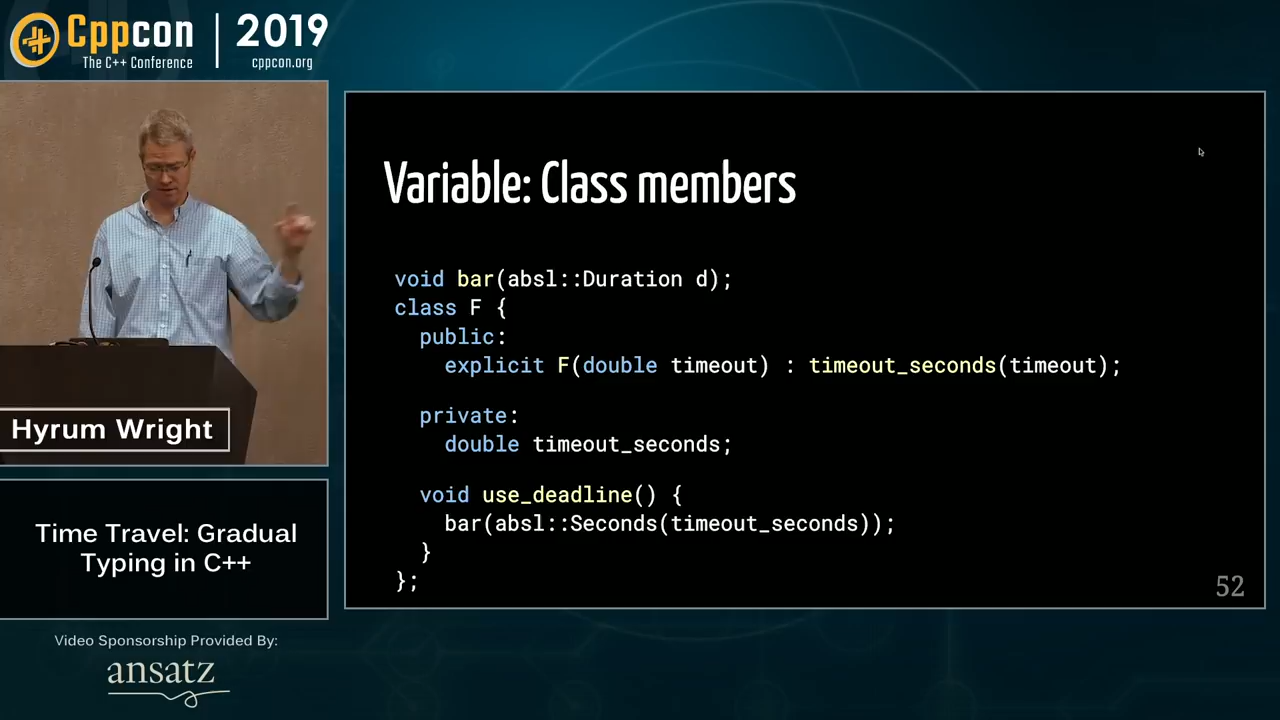 Cppcon
The C++ Conference
2019
cppcon.org
Hyrum Wright
Time Travel: Gradual
Typing in C++
Video Sponsorship Provided By:
ansatz
Variable: Class members
void bar(absl::Duration d);
class F {
public:
explicit F(double timeout) : timeout_seconds(timeout);
private:
double timeout_seconds;
void use_deadline() {
bar(absl::Seconds(timeout_seconds));
}
};
52